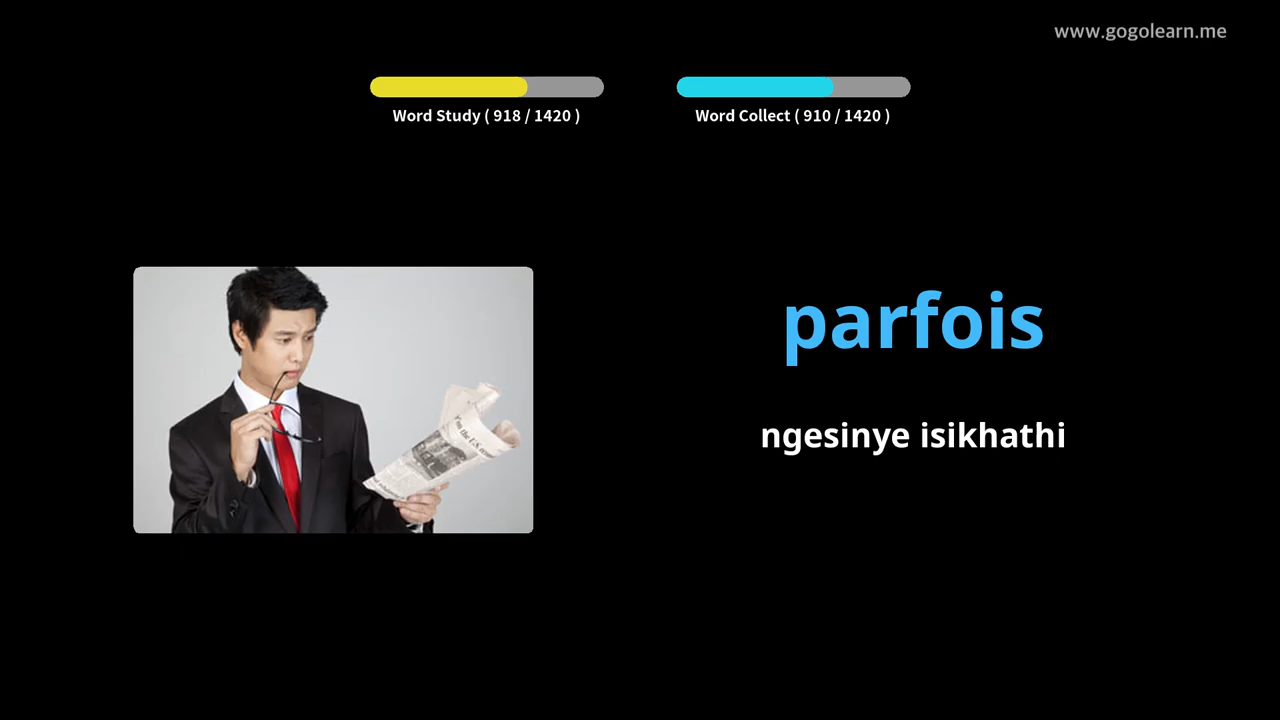 www.gogolearn.me
Word Study ( 918 / 1420 )
Word Collect ( 910 / 1420 )
parfois
ngesinye isikhathi